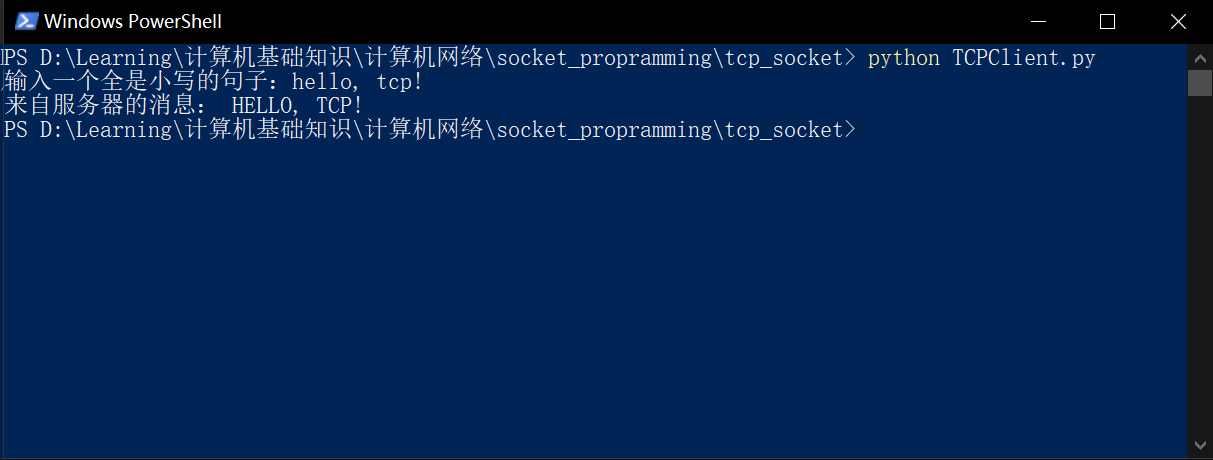 Windows PowerShell
PS D:\Learning\计算机基础知识\计算机网络\socket_propramming\tcp_socket> python TCPClient.py
输入一个全是小写的句子：hello, tcp!
来自服务器的消息： HELLO, TCP!
PS D:\Learning\计算机基础知识\计算机网络\socket_propramming\tcp_socket>